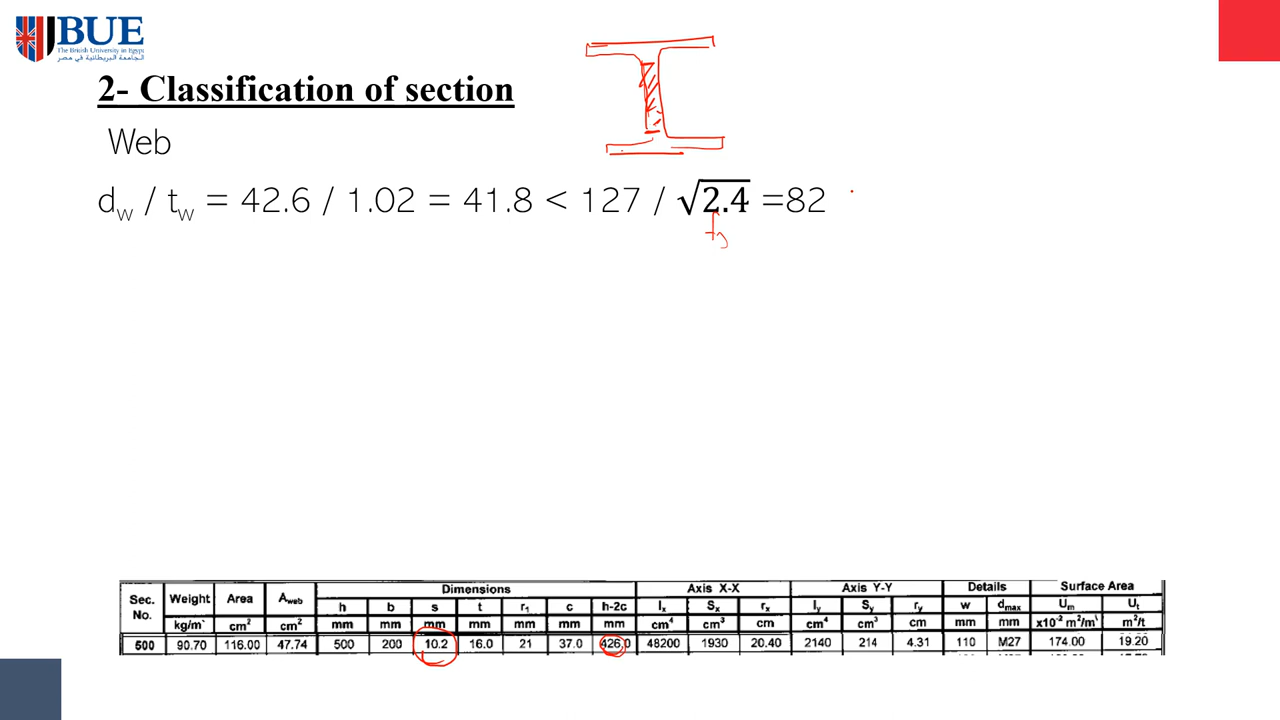 BUE
The British University in Egypt
الجامعة البريطانية في مصر
2- Classification of section
Web
dw / tw = 42.6 / 1.02 = 41.8 < 127 / √2.4 =82
fy
Sec. No. Weight Area Aweb Dimensions Axis X-X Axis Y-Y Details Surface Area
h b s t r1 c h-2c Ix Sx rx Iy Sy ry w dmax Um Ut
kg/m` cm² cm² mm mm mm mm mm mm mm cm⁴ cm³ cm cm⁴ cm³ cm mm mm x10⁻² m²/m` m²/t
500 90.70 116.00 47.74 500 200 10.2 16.0 21 37.0 426.0 48200 1930 20.40 2140 214 4.31 110 M27 174.00 19.20